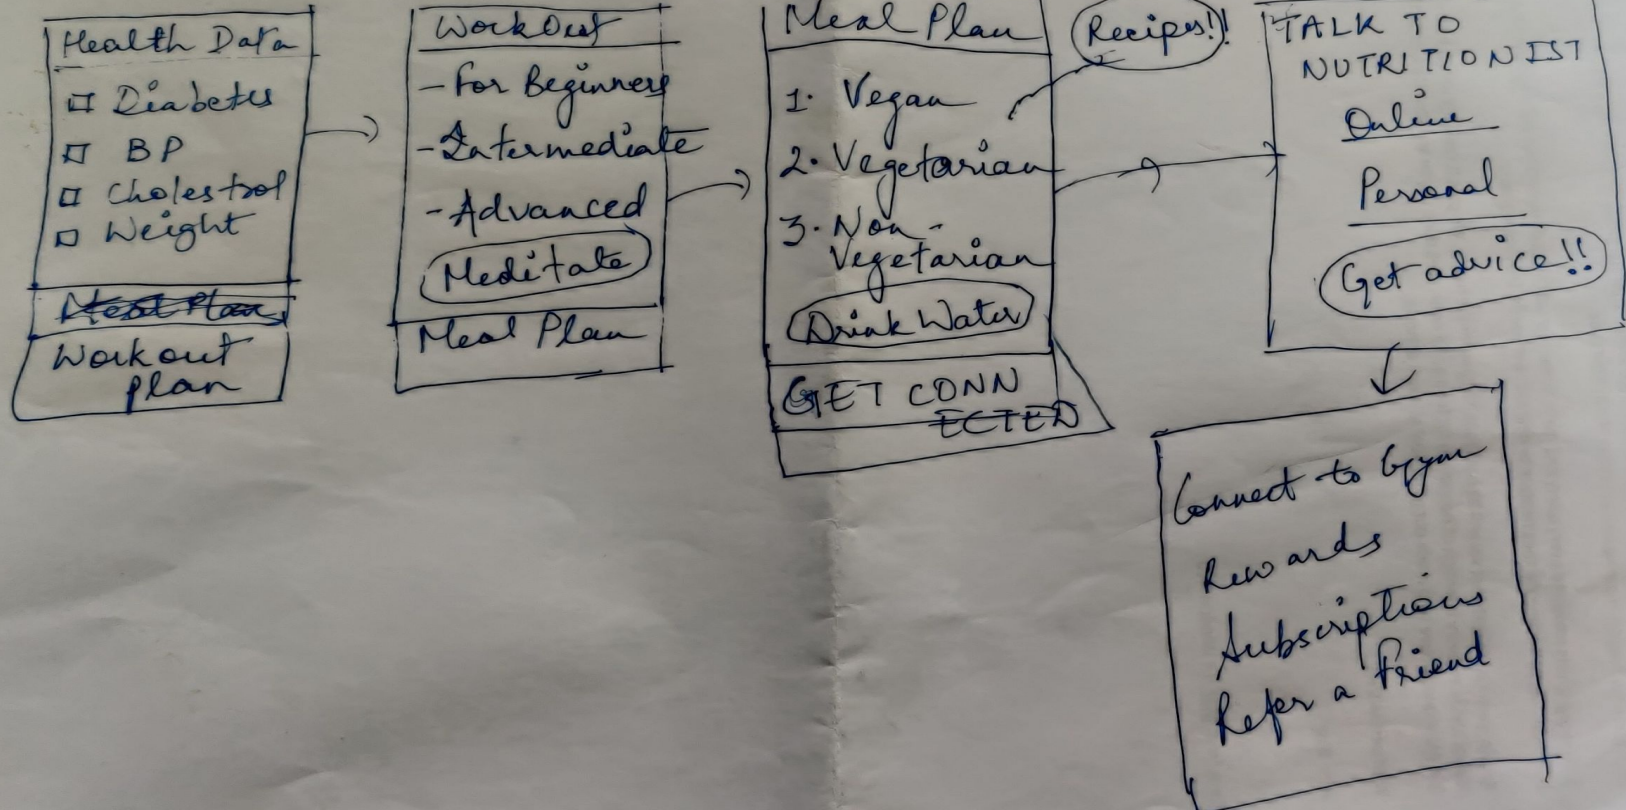 Health Data
Diabetes
BP
Cholestrol
Weight
Meal Plan
Workout
plan
Workout
- For Beginners
- Intermediate
- Advanced
Meditate
Meal Plan
Meal Plan
Recipes!!
1. Vegan
2. Vegetarian
3. Non-
Vegetarian
Drink Water
GET CONN
ECTED
TALK TO
NUTRITIONIST
Online
Personal
Get advice!!
Connect to Gym
Rewards
Subscriptions
Refer a Friend